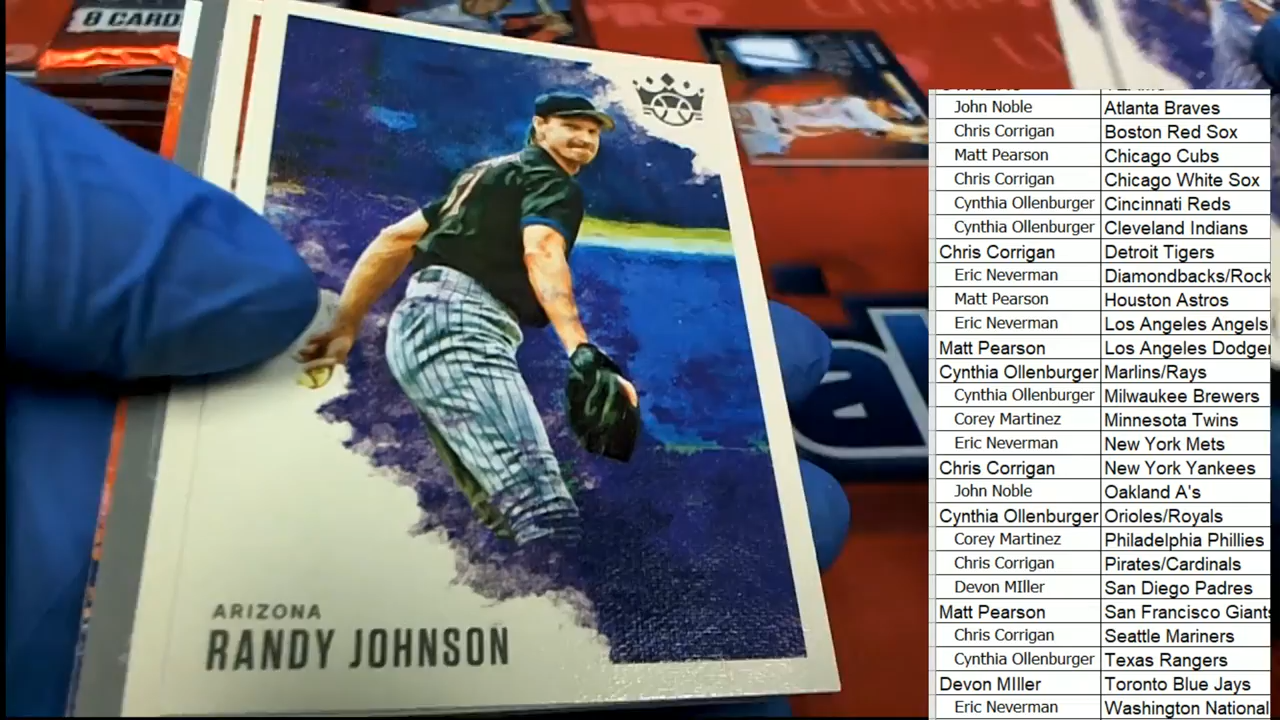 8 CARD
ARIZONA
RANDY JOHNSON
John Noble Atlanta Braves
Chris Corrigan Boston Red Sox
Matt Pearson Chicago Cubs
Chris Corrigan Chicago White Sox
Cynthia Ollenburger Cincinnati Reds
Cynthia Ollenburger Cleveland Indians
Chris Corrigan Detroit Tigers
Eric Neverman Diamondbacks/Rock
Matt Pearson Houston Astros
Eric Neverman Los Angeles Angels
Matt Pearson Los Angeles Dodger
Cynthia Ollenburger Marlins/Rays
Cynthia Ollenburger Milwaukee Brewers
Corey Martinez Minnesota Twins
Eric Neverman New York Mets
Chris Corrigan New York Yankees
John Noble Oakland A's
Cynthia Ollenburger Orioles/Royals
Corey Martinez Philadelphia Phillies
Chris Corrigan Pirates/Cardinals
Devon MIller San Diego Padres
Matt Pearson San Francisco Giants
Chris Corrigan Seattle Mariners
Cynthia Ollenburger Texas Rangers
Devon MIller Toronto Blue Jays
Eric Neverman Washington National